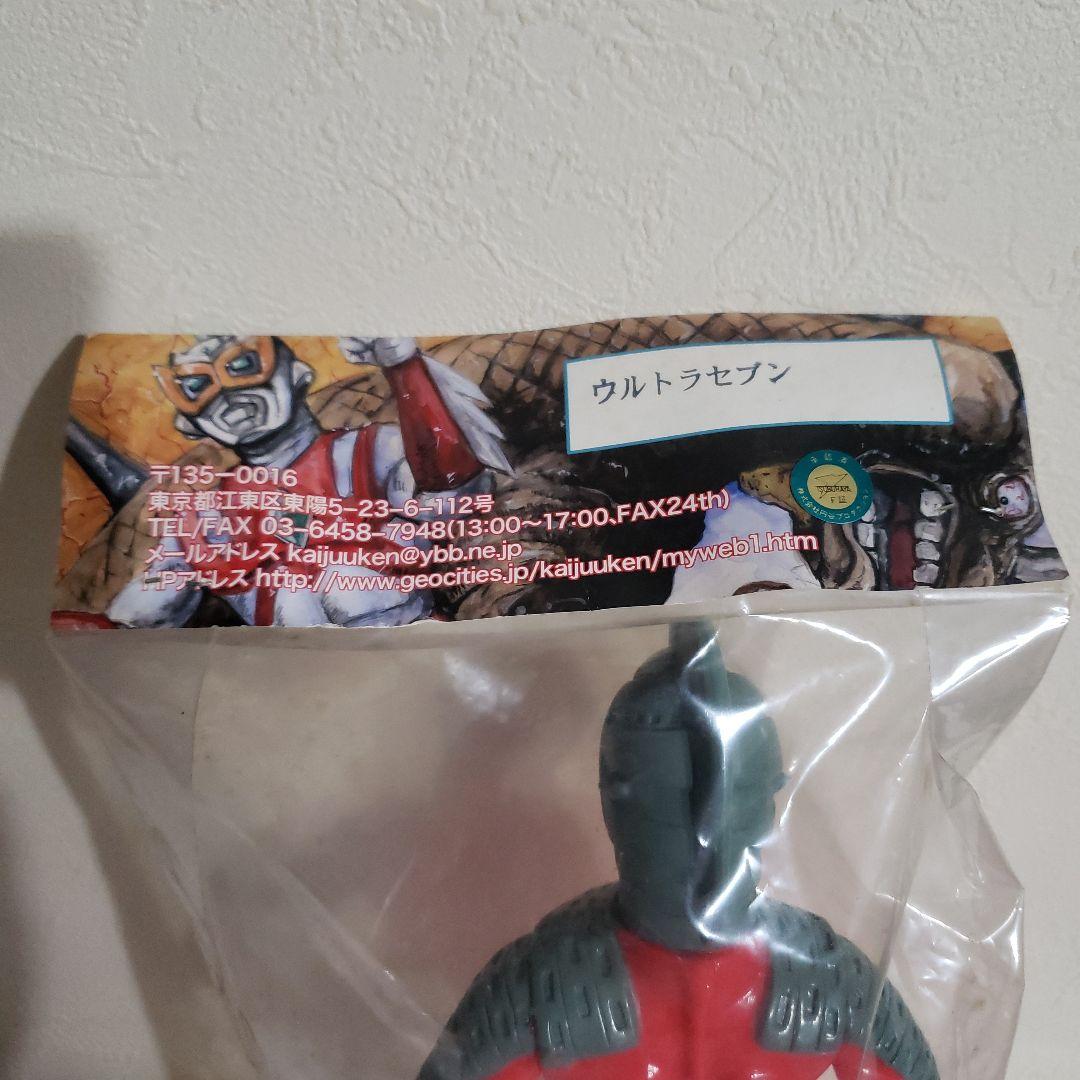 ウルトラセブン
〒135-0016
東京都江東区東陽5-23-6-112号
TEL/FAX 03-6458-7948(13:00〜17:00、FAX24th)
メールアドレス kaijuuken@ybb.ne.jp
HPアドレス http://www.geocities.jp/kaijuuken/myweb1.htm
TSUBURAYA